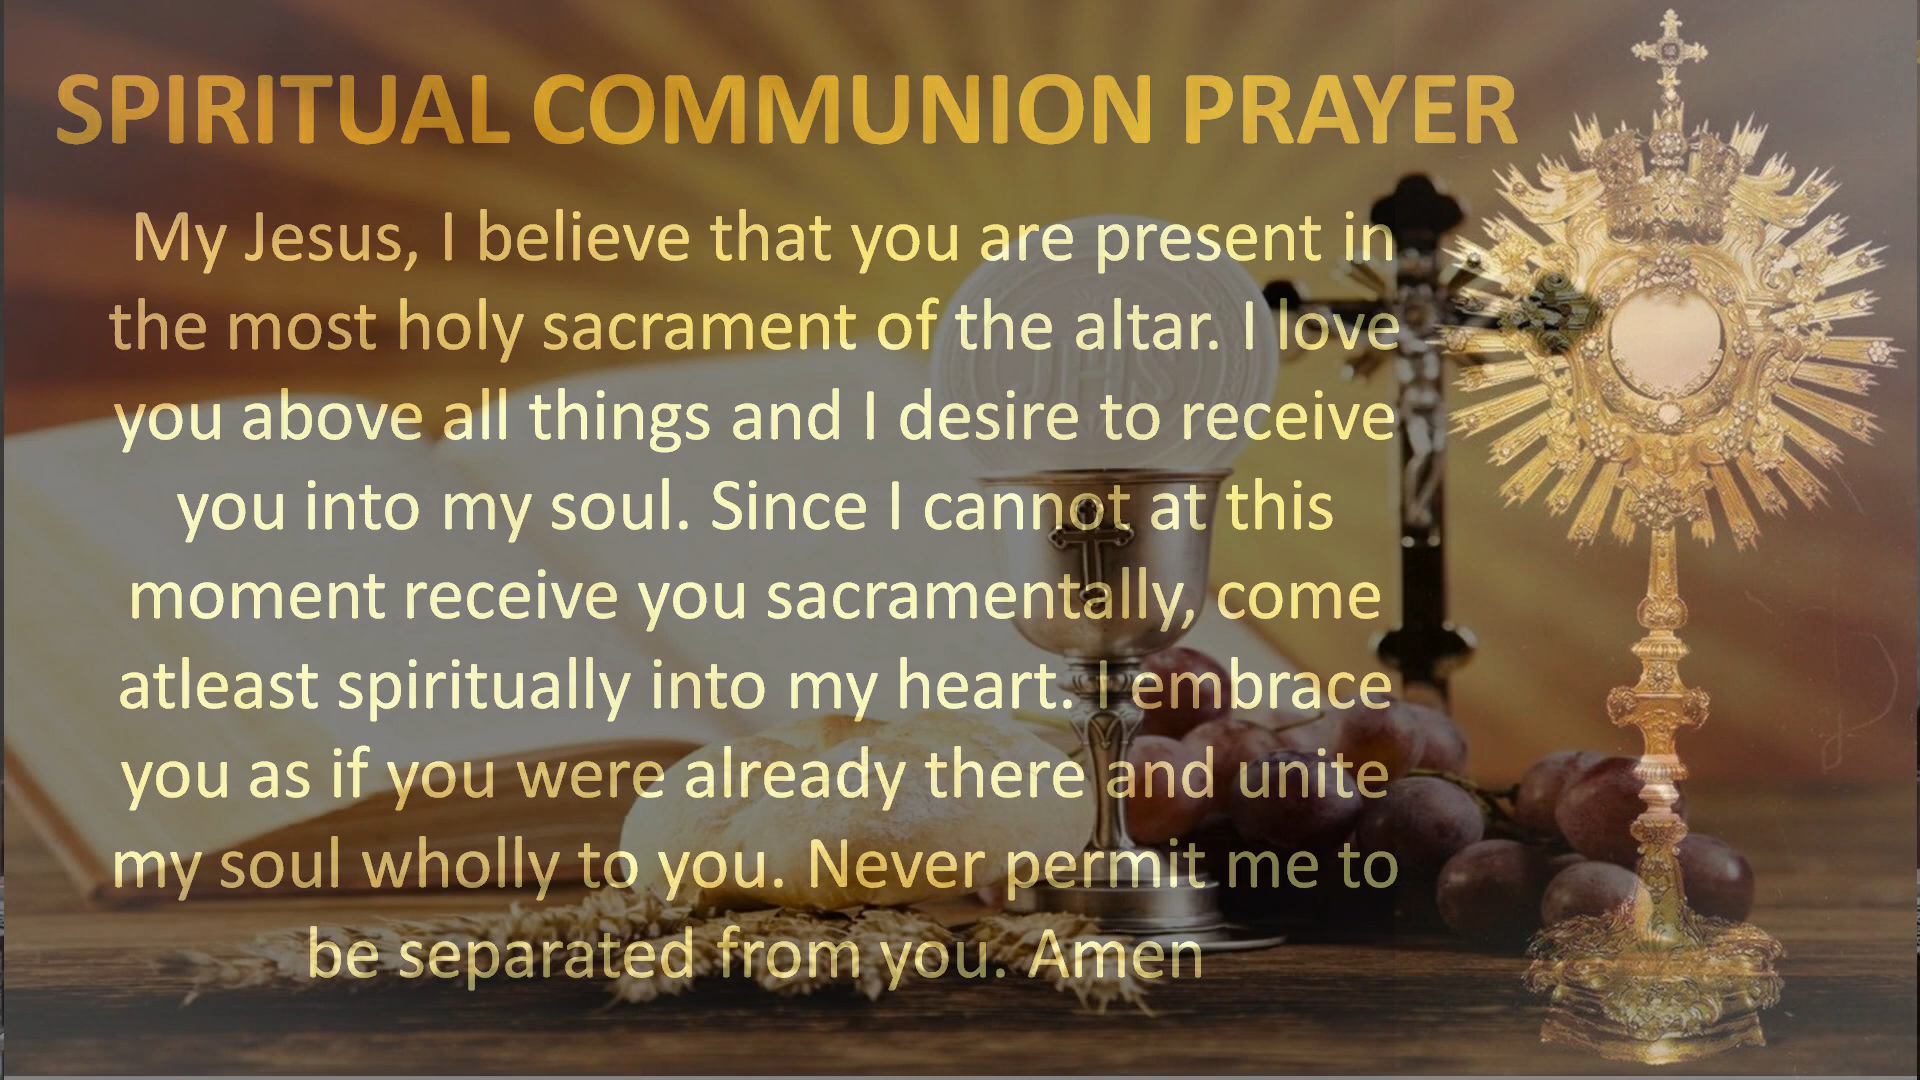 SPIRITUAL COMMUNION PRAYER
My Jesus, I believe that you are present in
the most holy sacrament of the altar. I love
you above all things and I desire to receive
you into my soul. Since I cannot at this
moment receive you sacramentally, come
atleast spiritually into my heart. I embrace
you as if you were already there and unite
my soul wholly to you. Never permit me to
be separated from you. Amen
JHS